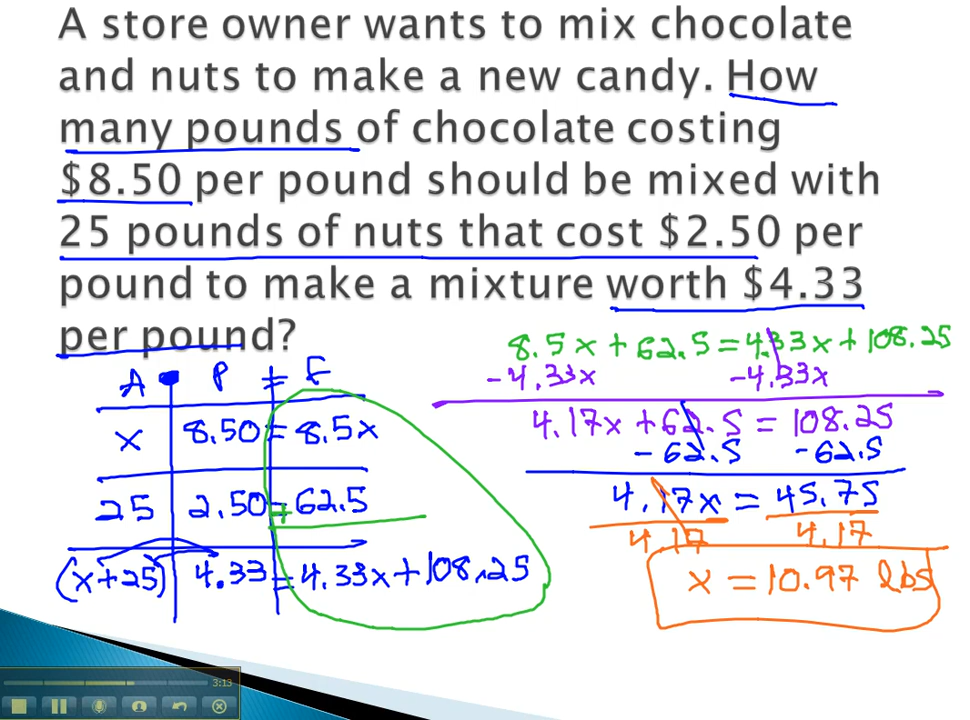 A store owner wants to mix chocolate
and nuts to make a new candy. How
many pounds of chocolate costing
$8.50 per pound should be mixed with
25 pounds of nuts that cost $2.50 per
pound to make a mixture worth $4.33
per pound?
A · P = F
x 8.50 = 8.5x
25 2.50 + 62.5
(x+25) 4.33 = 4.33x + 108.25
8.5x + 62.5 = 4.33x + 108.25
-4.33x -4.33x
4.17x + 62.5 = 108.25
- 62.5 - 62.5
4.17x = 45.75
4.17 4.17
x = 10.97 lbs
3:13